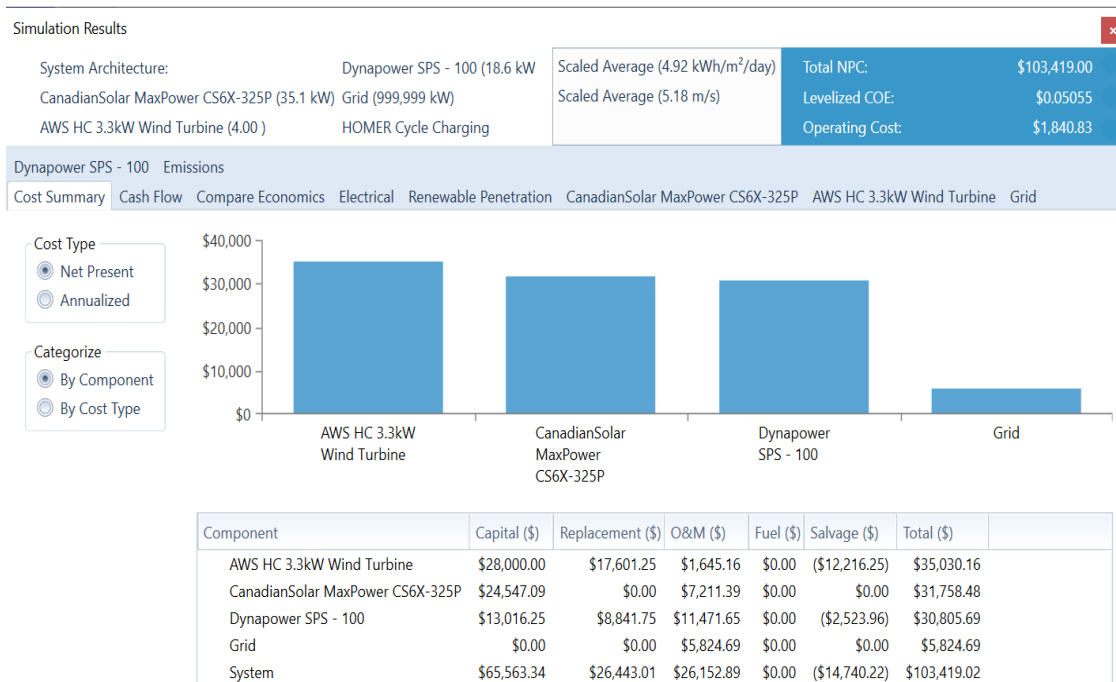 Simulation Results
System Architecture:
CanadianSolar MaxPower CS6X-325P (35.1 kW)
AWS HC 3.3kW Wind Turbine (4.00 )
Dynapower SPS - 100 (18.6 kW
Grid (999,999 kW)
HOMER Cycle Charging
Scaled Average (4.92 kWh/m²/day)
Scaled Average (5.18 m/s)
Total NPC: $103,419.00
Levelized COE: $0.05055
Operating Cost: $1,840.83
Dynapower SPS - 100 Emissions
Cost Summary Cash Flow Compare Economics Electrical Renewable Penetration CanadianSolar MaxPower CS6X-325P AWS HC 3.3kW Wind Turbine Grid
Cost Type
Net Present
Annualized
Categorize
By Component
By Cost Type
$40,000
$30,000
$20,000
$10,000
$0
AWS HC 3.3kW
Wind Turbine
CanadianSolar
MaxPower
CS6X-325P
Dynapower
SPS - 100
Grid
Component Capital ($) Replacement ($) O&M ($) Fuel ($) Salvage ($) Total ($)
AWS HC 3.3kW Wind Turbine $28,000.00 $17,601.25 $1,645.16 $0.00 ($12,216.25) $35,030.16
CanadianSolar MaxPower CS6X-325P $24,547.09 $0.00 $7,211.39 $0.00 $0.00 $31,758.48
Dynapower SPS - 100 $13,016.25 $8,841.75 $11,471.65 $0.00 ($2,523.96) $30,805.69
Grid $0.00 $0.00 $5,824.69 $0.00 $0.00 $5,824.69
System $65,563.34 $26,443.01 $26,152.89 $0.00 ($14,740.22) $103,419.02